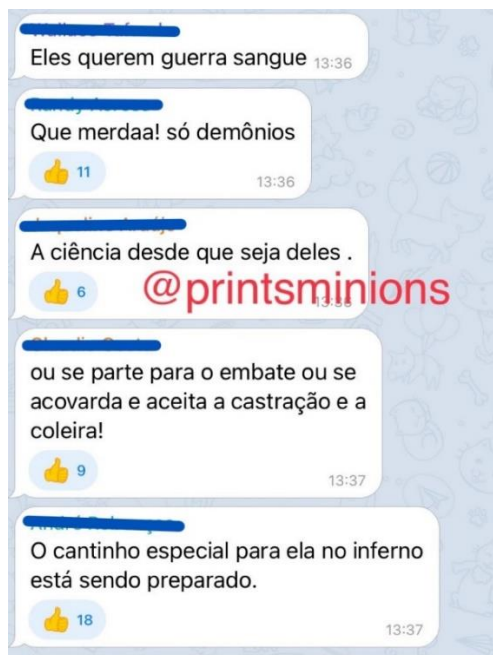 Eles querem guerra sangue 13:36
Que merdaa! só demônios
👍 11
13:36
A ciência desde que seja deles .
👍 6
@printsminions
ou se parte para o embate ou se
acovarda e aceita a castração e a
coleira!
👍 9
13:37
O cantinho especial para ela no inferno
está sendo preparado.
👍 18
13:37